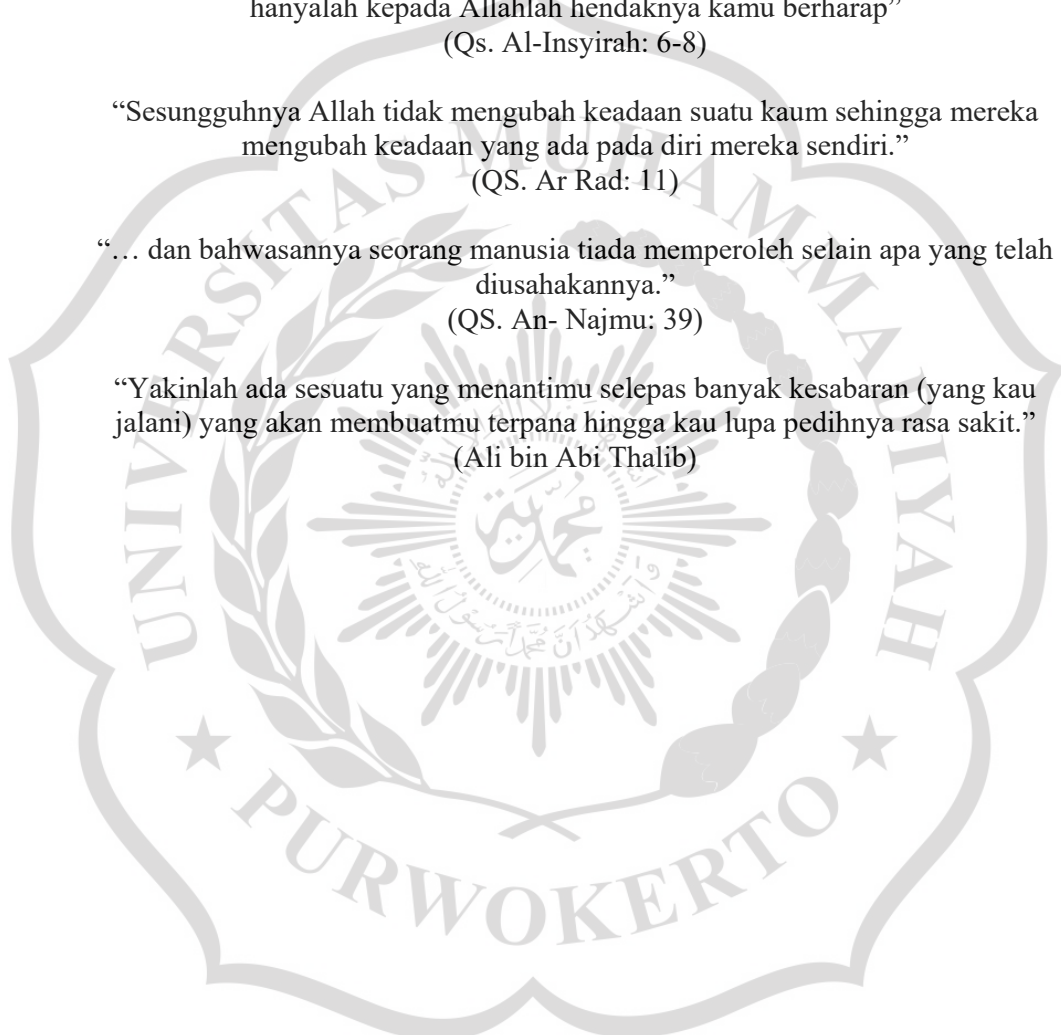 hanyalah kepada Allahlah hendaknya kamu berharap”
(Qs. Al-Insyirah: 6-8)
“Sesungguhnya Allah tidak mengubah keadaan suatu kaum sehingga mereka
mengubah keadaan yang ada pada diri mereka sendiri.”
(QS. Ar Rad: 11)
“… dan bahwasannya seorang manusia tiada memperoleh selain apa yang telah
diusahakannya.”
(QS. An- Najmu: 39)
“Yakinlah ada sesuatu yang menantimu selepas banyak kesabaran (yang kau
jalani) yang akan membuatmu terpana hingga kau lupa pedihnya rasa sakit.”
(Ali bin Abi Thalib)
UNIVERSITAS MUHAMMADIYAH
PURWOKERTO